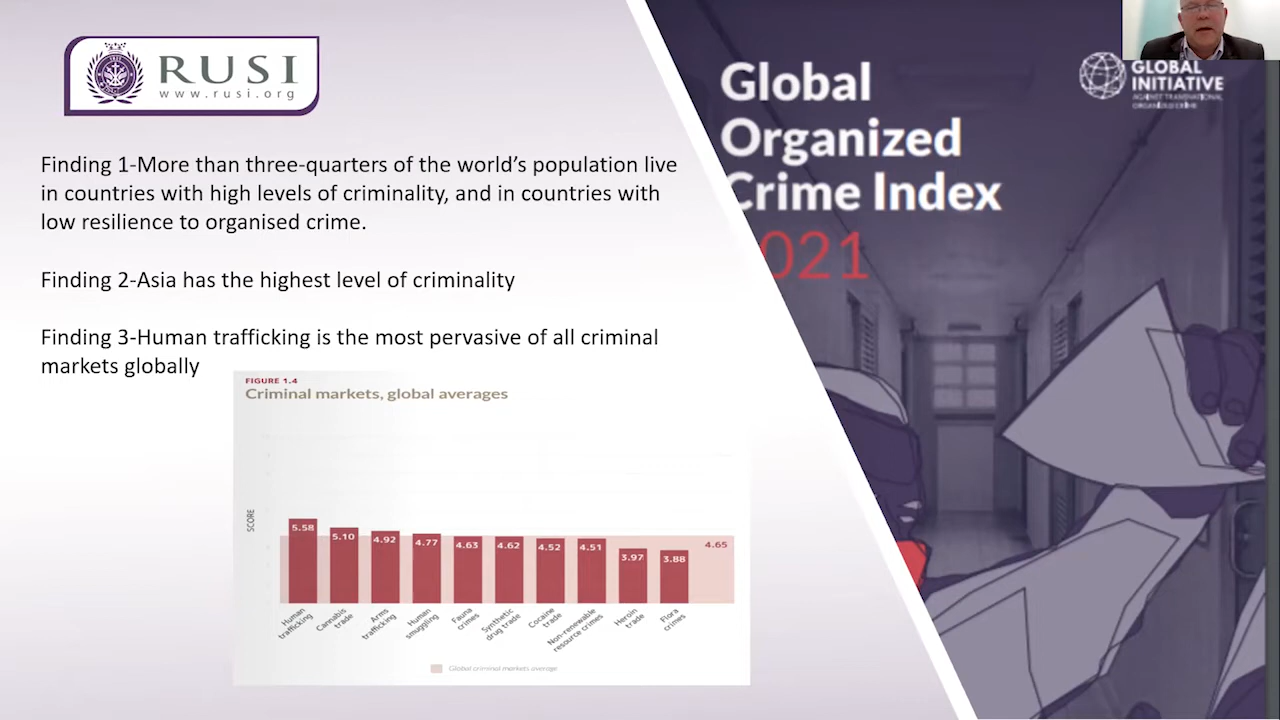 RUSI
www.rusi.org
Finding 1-More than three-quarters of the world's population live
in countries with high levels of criminality, and in countries with
low resilience to organised crime.
Finding 2-Asia has the highest level of criminality
Finding 3-Human trafficking is the most pervasive of all criminal
markets globally
FIGURE 1.4
Criminal markets, global averages
SCORE
5.58
5.10
4.92
4.77
4.63
4.62
4.52
4.51
3.97
3.88
4.65
Human
trafficking
Cannabis
trade
Arms
trafficking
Human
smuggling
Fauna
crimes
Synthetic
drug trade
Cocaine
trade
Non-renewable
resource crimes
Heroin
trade
Flora
crimes
Global criminal markets average
Global
Organized
Crime Index
2021
GLOBAL
INITIATIVE
AGAINST TRANSNATIONAL
ORGANIZED CRIME